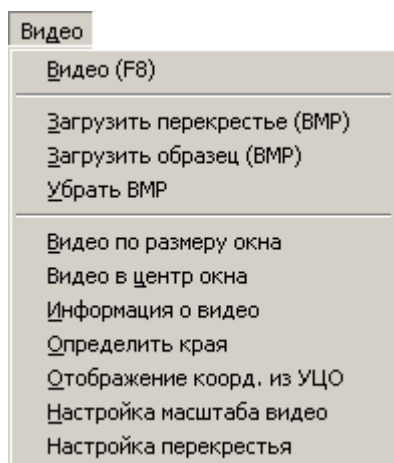 Видео
Видео (F8)
Загрузить перекрестье (BMP)
Загрузить образец (BMP)
Убрать BMP
Видео по размеру окна
Видео в центр окна
Информация о видео
Определить края
Отображение коорд. из УЦО
Настройка масштаба видео
Настройка перекрестья